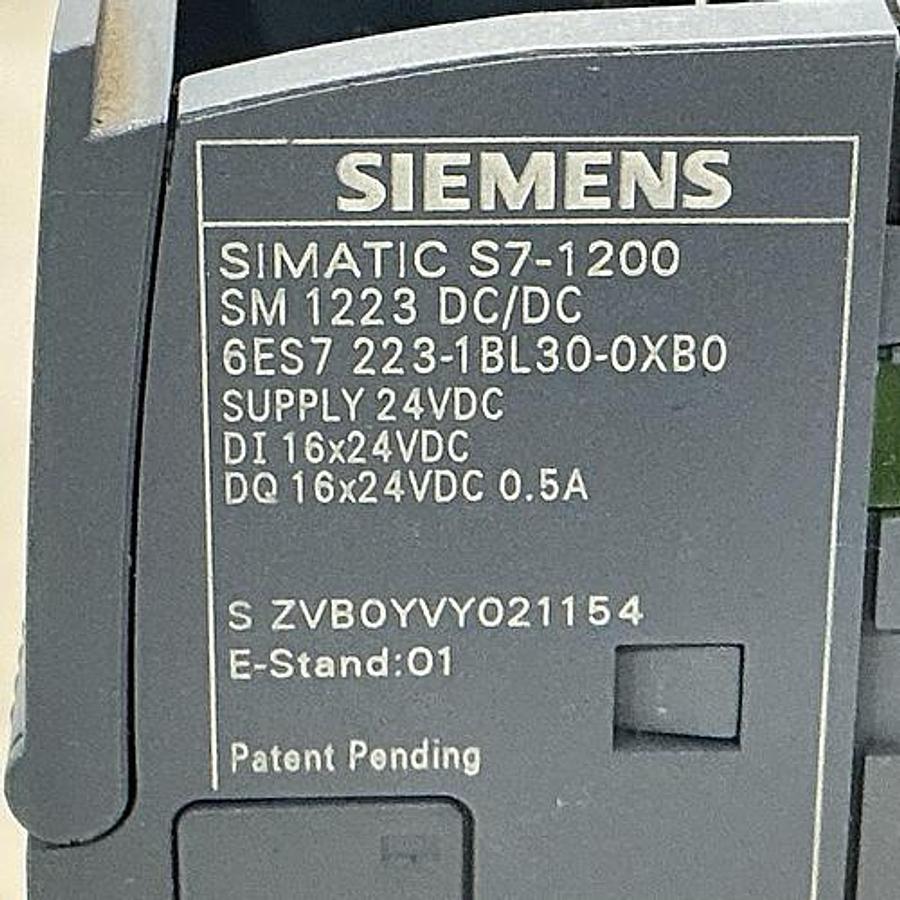 SIEMENS
SIMATIC S7-1200
SM 1223 DC/DC
6ES7 223-1BL30-0XB0
SUPPLY 24VDC
DI 16x24VDC
DQ 16x24VDC 0.5A
S ZVB0YVY021154
E-Stand:01
Patent Pending